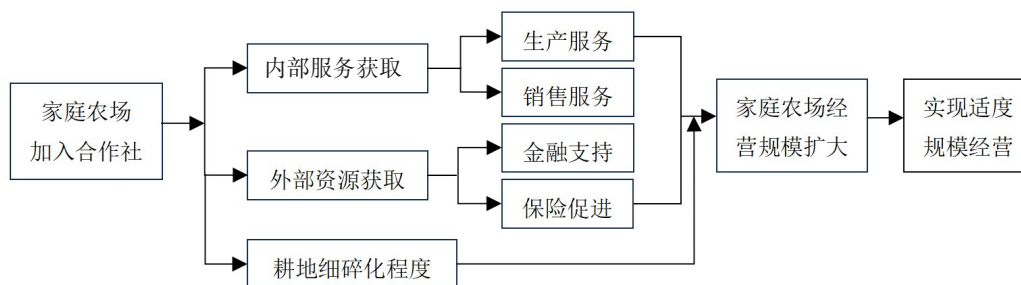 家庭农场
加入合作社
内部服务获取
外部资源获取
耕地细碎化程度
生产服务
销售服务
金融支持
保险促进
家庭农场经
营规模扩大
实现适度
规模经营